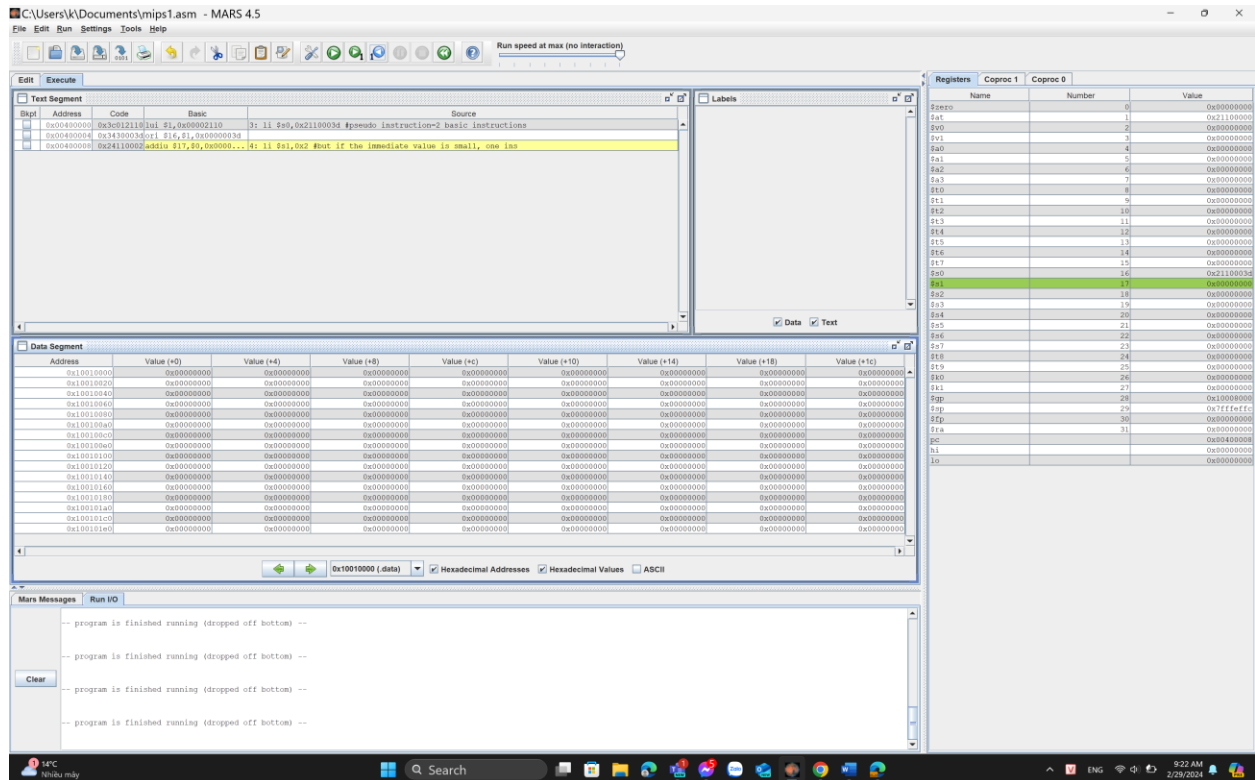 C:\Users\k\Documents\mips1.asm - MARS 4.5
File Edit Run Settings Tools Help
Run speed at max (no interaction)
Edit Execute
Text Segment
Bkpt Address Code Basic Source
0x00400000 0x3c012110 lui $1,0x00002110 3: li $s0,0x2110003d #pseudo instruction=2 basic instructions
0x00400004 0x3430003d ori $16,$1,0x0000003d
0x00400008 0x24110002 addiu $17,$0,0x0000... 4: li $s1,0x2 #but if the immediate value is small, one ins
Labels
Data Text
Registers Coproc 1 Coproc 0
Name Number Value
$zero 0 0x00000000
$at 1 0x21100000
$v0 2 0x00000000
$v1 3 0x00000000
$a0 4 0x00000000
$a1 5 0x00000000
$a2 6 0x00000000
$a3 7 0x00000000
$t0 8 0x00000000
$t1 9 0x00000000
$t2 10 0x00000000
$t3 11 0x00000000
$t4 12 0x00000000
$t5 13 0x00000000
$t6 14 0x00000000
$t7 15 0x00000000
$s0 16 0x2110003d
$s1 17 0x00000000
$s2 18 0x00000000
$s3 19 0x00000000
$s4 20 0x00000000
$s5 21 0x00000000
$s6 22 0x00000000
$s7 23 0x00000000
$t8 24 0x00000000
$t9 25 0x00000000
$k0 26 0x00000000
$k1 27 0x00000000
$gp 28 0x10008000
$sp 29 0x7fffeffc
$fp 30 0x00000000
$ra 31 0x00000000
pc 0x00400008
hi 0x00000000
lo 0x00000000
Data Segment
Address Value (+0) Value (+4) Value (+8) Value (+c) Value (+10) Value (+14) Value (+18) Value (+1c)
0x10010000 0x00000000 0x00000000 0x00000000 0x00000000 0x00000000 0x00000000 0x00000000 0x00000000
0x10010020 0x00000000 0x00000000 0x00000000 0x00000000 0x00000000 0x00000000 0x00000000 0x00000000
0x10010040 0x00000000 0x00000000 0x00000000 0x00000000 0x00000000 0x00000000 0x00000000 0x00000000
0x10010060 0x00000000 0x00000000 0x00000000 0x00000000 0x00000000 0x00000000 0x00000000 0x00000000
0x10010080 0x00000000 0x00000000 0x00000000 0x00000000 0x00000000 0x00000000 0x00000000 0x00000000
0x100100a0 0x00000000 0x00000000 0x00000000 0x00000000 0x00000000 0x00000000 0x00000000 0x00000000
0x100100c0 0x00000000 0x00000000 0x00000000 0x00000000 0x00000000 0x00000000 0x00000000 0x00000000
0x100100e0 0x00000000 0x00000000 0x00000000 0x00000000 0x00000000 0x00000000 0x00000000 0x00000000
0x10010100 0x00000000 0x00000000 0x00000000 0x00000000 0x00000000 0x00000000 0x00000000 0x00000000
0x10010120 0x00000000 0x00000000 0x00000000 0x00000000 0x00000000 0x00000000 0x00000000 0x00000000
0x10010140 0x00000000 0x00000000 0x00000000 0x00000000 0x00000000 0x00000000 0x00000000 0x00000000
0x10010160 0x00000000 0x00000000 0x00000000 0x00000000 0x00000000 0x00000000 0x00000000 0x00000000
0x10010180 0x00000000 0x00000000 0x00000000 0x00000000 0x00000000 0x00000000 0x00000000 0x00000000
0x100101a0 0x00000000 0x00000000 0x00000000 0x00000000 0x00000000 0x00000000 0x00000000 0x00000000
0x100101c0 0x00000000 0x00000000 0x00000000 0x00000000 0x00000000 0x00000000 0x00000000 0x00000000
0x100101e0 0x00000000 0x00000000 0x00000000 0x00000000 0x00000000 0x00000000 0x00000000 0x00000000
0x10010000 (.data) Hexadecimal Addresses Hexadecimal Values ASCII
Mars Messages Run I/O
-- program is finished running (dropped off bottom) --
-- program is finished running (dropped off bottom) --
Clear
-- program is finished running (dropped off bottom) --
-- program is finished running (dropped off bottom) --
14°C
Nhiều mây
Search
ENG
9:22 AM
2/29/2024